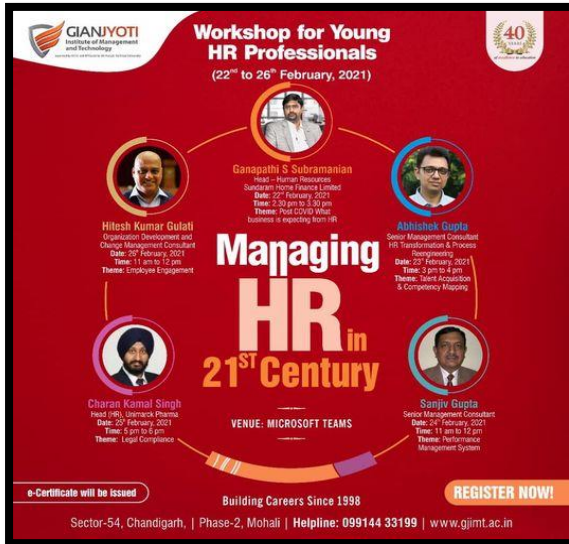 GIANJYOTI
Institute of Management
and Technology
40
YEARS
Workshop for Young
HR Professionals
(22nd to 26th February, 2021)
Ganapathi S Subramanian
Head – Human Resources
Sundaram Home Finance Limited
Date: 22nd February, 2021
Time: 2.30 pm to 3.30 pm
Theme: Post COVID What
business is expecting from HR
Hitesh Kumar Gulati
Organization Development and
Change Management Consultant
Date: 26th February, 2021
Time: 11 am to 12 pm
Theme: Employee Engagement
Abhishek Gupta
Senior Management Consultant
HR Transformation & Process
Reengineering
Date: 23rd February, 2021
Time: 3 pm to 4 pm
Theme: Talent Acquisition
& Competency Mapping
Managing
HR in
21ST Century
Charan Kamal Singh
Head (HR), Unimarck Pharma
Date: 25th February, 2021
Time: 5 pm to 6 pm
Theme: Legal Compliance
Sanjiv Gupta
Senior Management Consultant
Date: 24th February, 2021
Time: 11 am to 12 pm
Theme: Performance
Management System
VENUE: MICROSOFT TEAMS
e-Certificate will be issued
Building Careers Since 1998
REGISTER NOW!
Sector-54, Chandigarh, | Phase-2, Mohali | Helpline: 099144 33199 | www.gjimt.ac.in